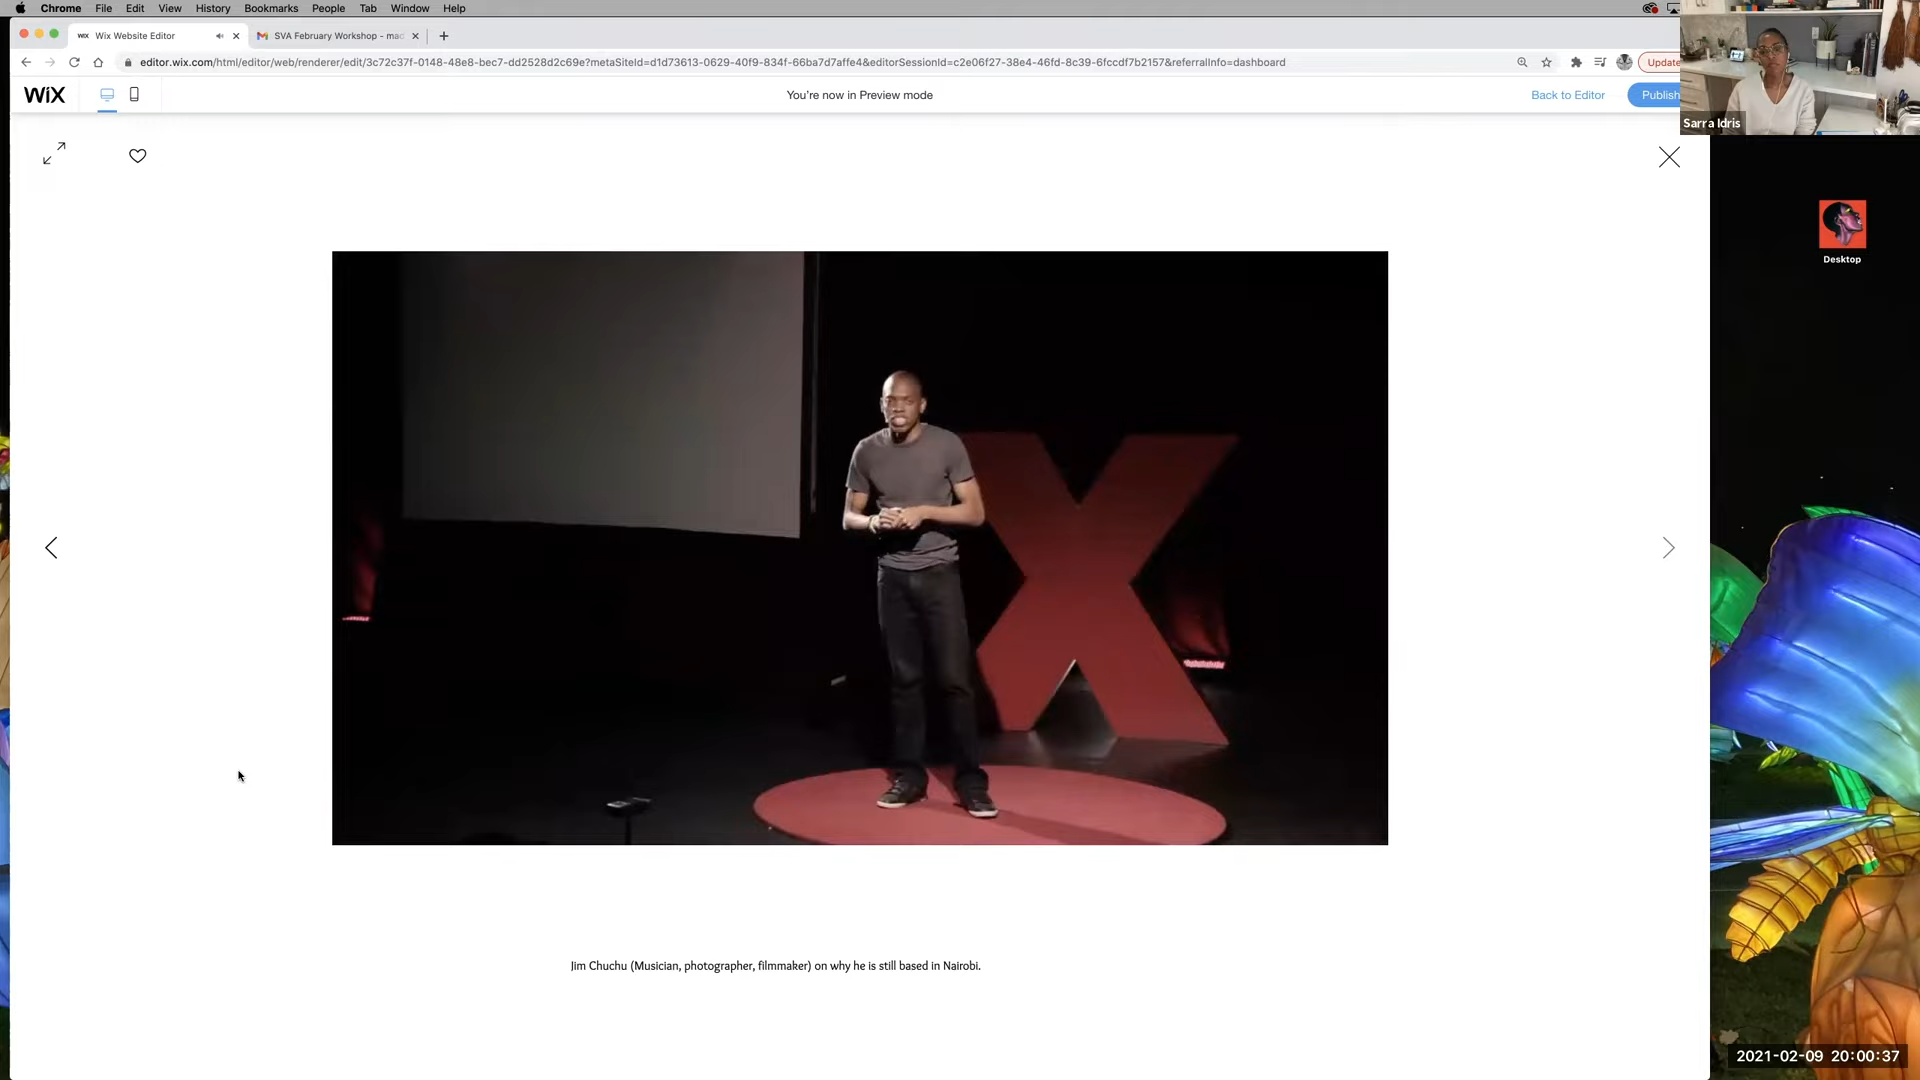 Chrome File Edit View History Bookmarks People Tab Window Help
WiX Wix Website Editor
SVA February Workshop - mad
editor.wix.com/html/editor/web/renderer/edit/3c72c37f-0148-48e8-bec7-dd2528d2c69e?metaSiteId=d1d73613-0629-40f9-834f-66ba7d7affe4&editorSessionId=c2e06f27-38e4-46fd-8c39-6fccdf7b2157&referralInfo=dashboard
Update
WiX
You're now in Preview mode
Back to Editor
Publish
Sarra Idris
Desktop
X
Jim Chuchu (Musician, photographer, filmmaker) on why he is still based in Nairobi.
2021-02-09 20:00:37